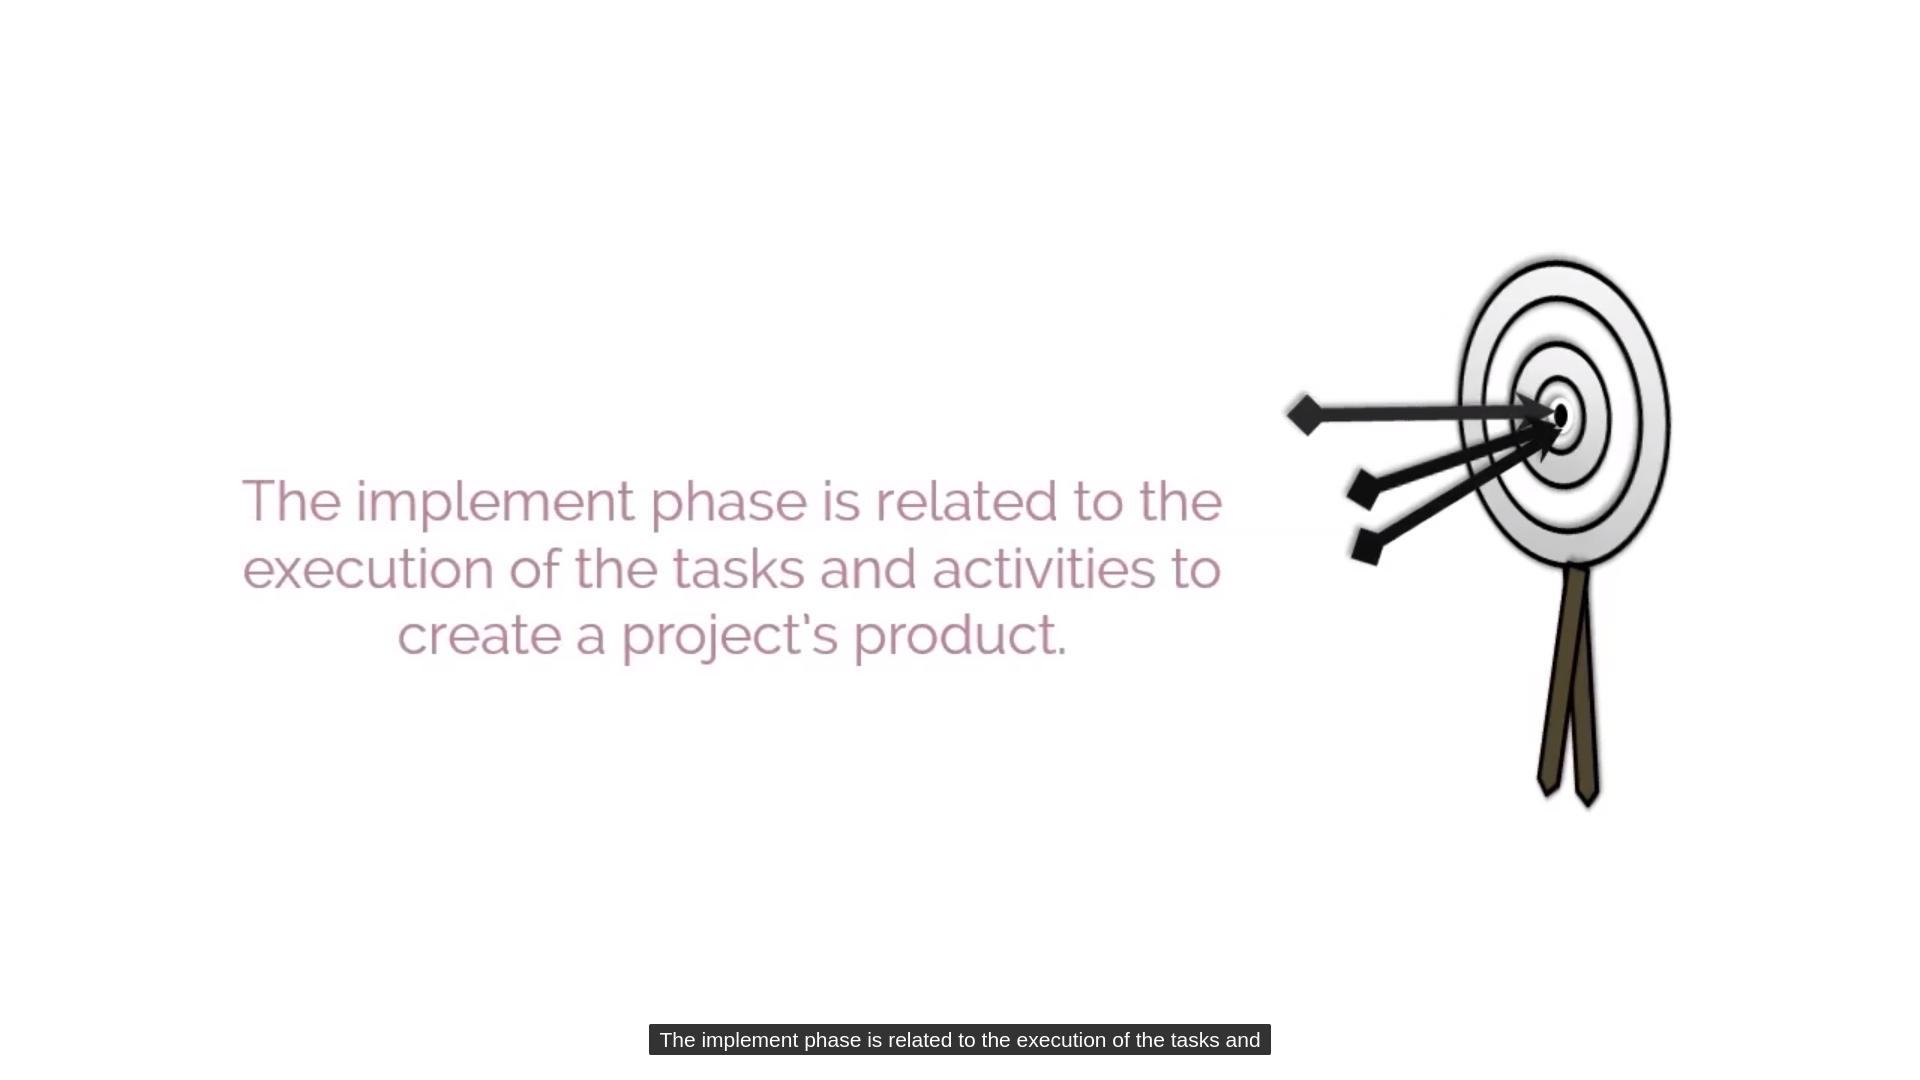 The implement phase is related to the
execution of the tasks and activities to
create a project's product.
The implement phase is related to the execution of the tasks and